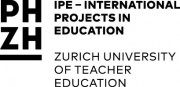 PH
ZH
IPE – INTERNATIONAL
PROJECTS IN
EDUCATION
ZURICH UNIVERSITY
OF TEACHER
EDUCATION